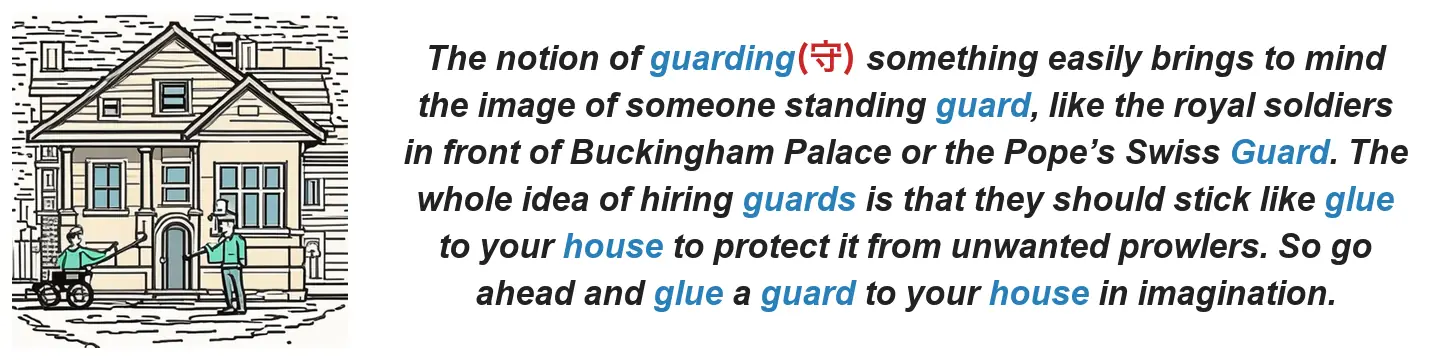 The notion of guarding(守) something easily brings to mind
the image of someone standing guard, like the royal soldiers
in front of Buckingham Palace or the Pope’s Swiss Guard. The
whole idea of hiring guards is that they should stick like glue
to your house to protect it from unwanted prowlers. So go
ahead and glue a guard to your house in imagination.